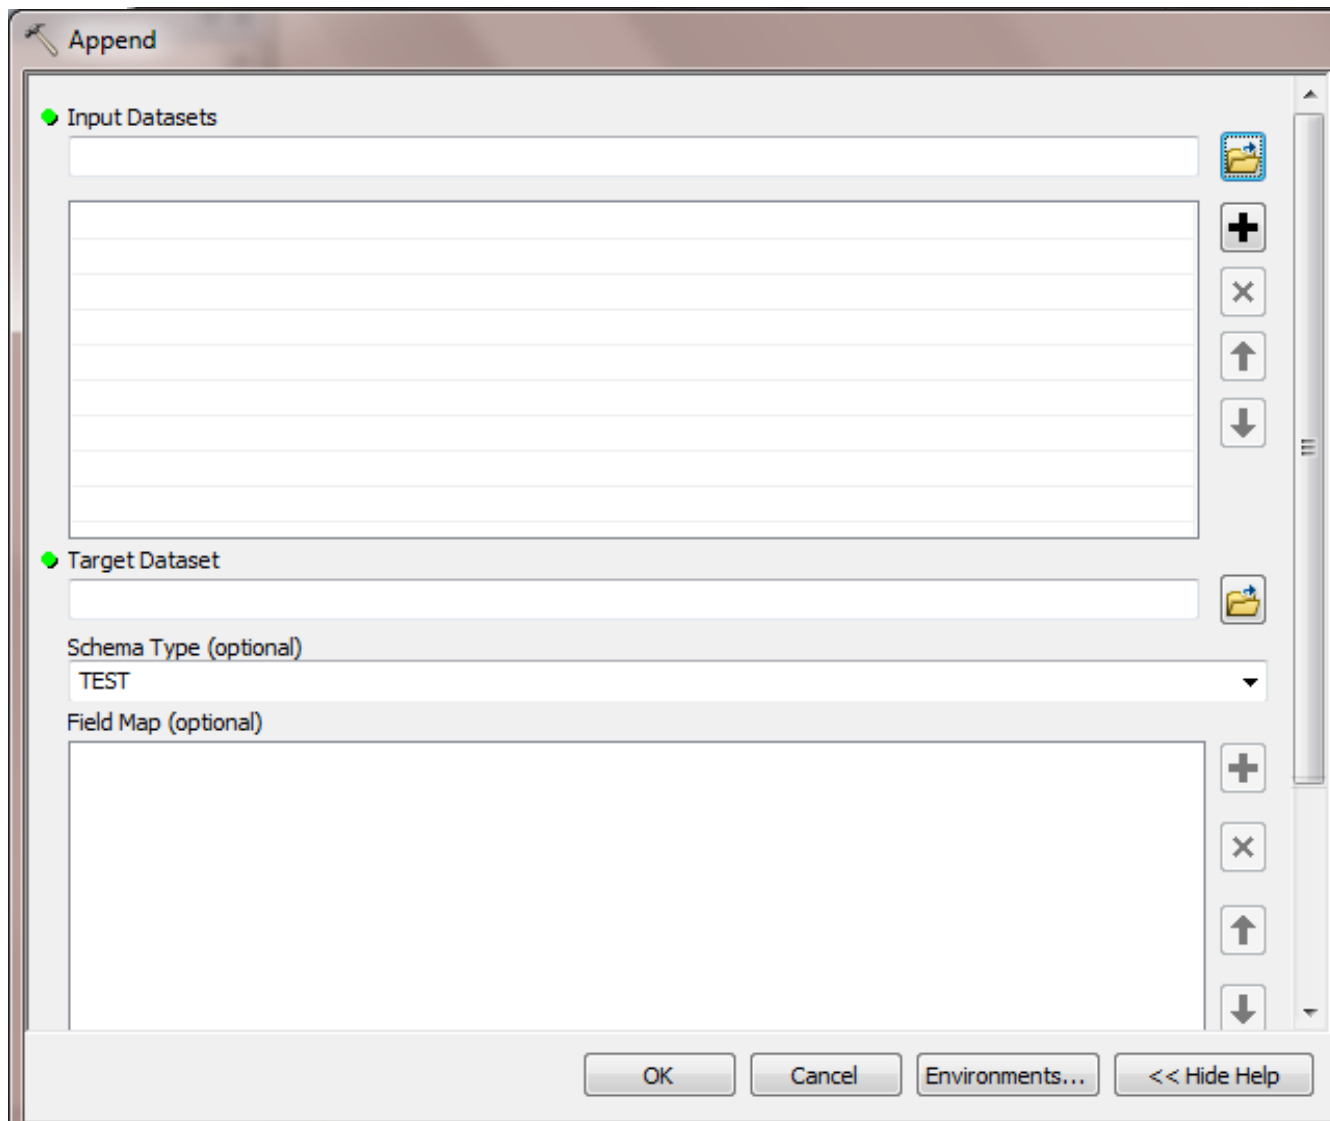 Append
Input Datasets
Target Dataset
Schema Type (optional)
TEST
Field Map (optional)
OK
Cancel
Environments...
<< Hide Help